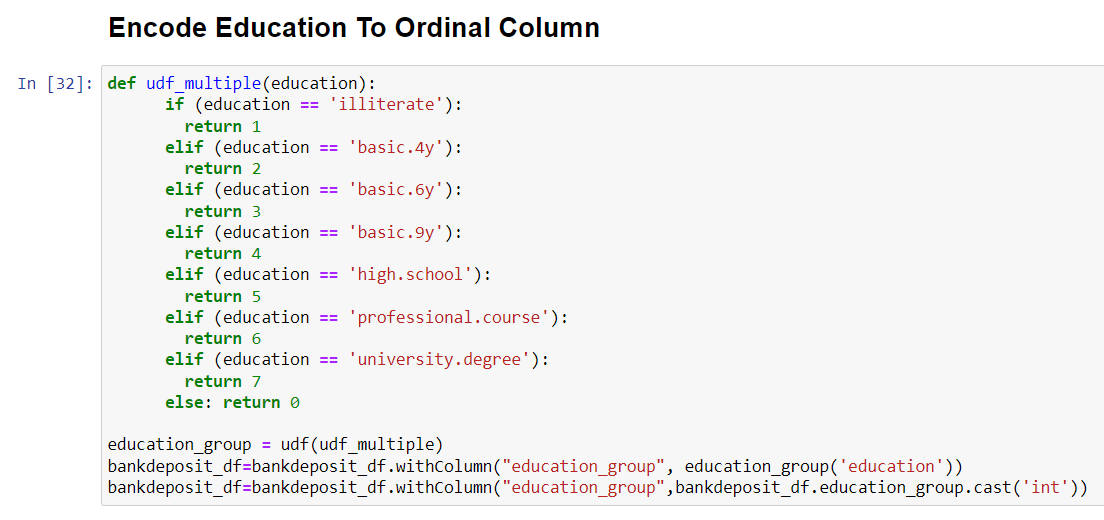 Encode Education To Ordinal Column
In [32]: def udf_multiple(education):
if (education == 'illiterate'):
return 1
elif (education == 'basic.4y'):
return 2
elif (education == 'basic.6y'):
return 3
elif (education == 'basic.9y'):
return 4
elif (education == 'high.school'):
return 5
elif (education == 'professional.course'):
return 6
elif (education == 'university.degree'):
return 7
else: return 0
education_group = udf(udf_multiple)
bankdeposit_df=bankdeposit_df.withColumn("education_group", education_group('education'))
bankdeposit_df=bankdeposit_df.withColumn("education_group",bankdeposit_df.education_group.cast('int'))